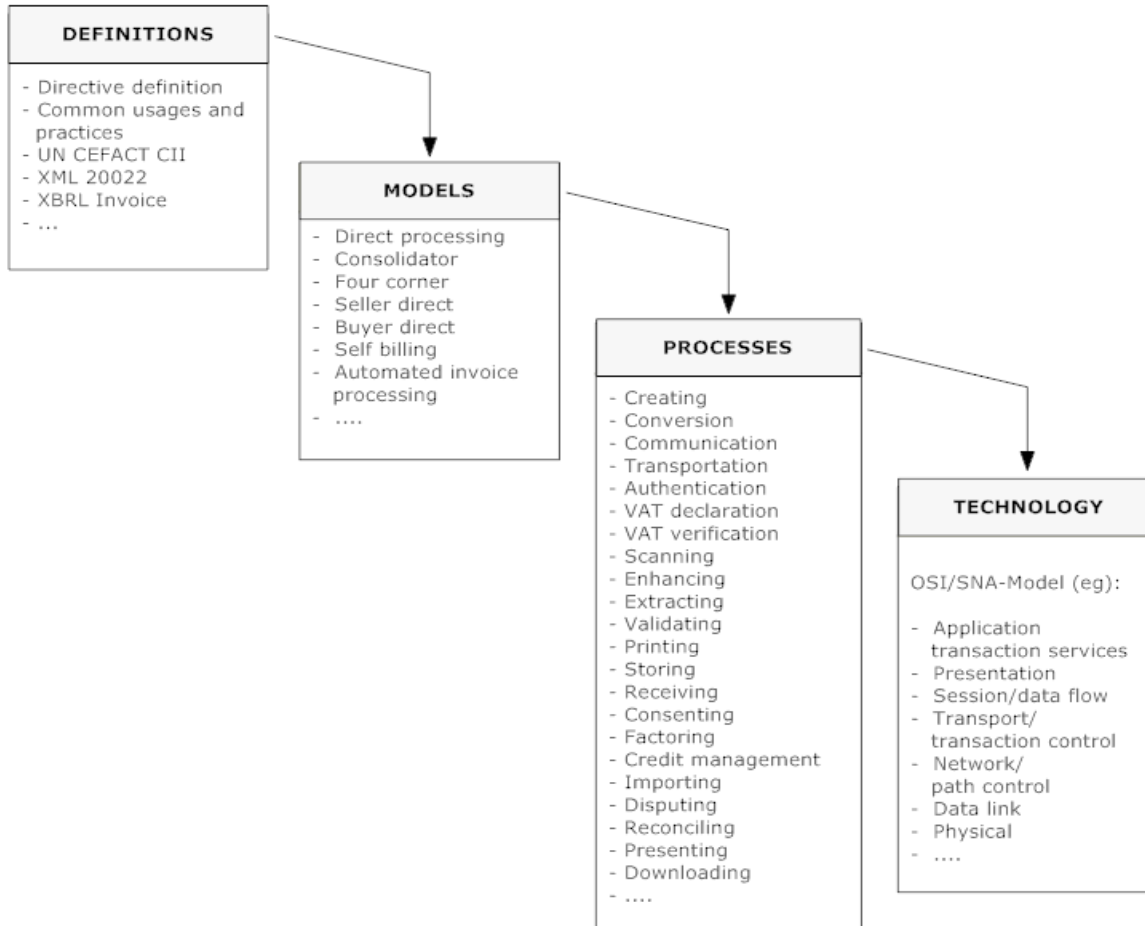 DEFINITIONS
- Directive definition
- Common usages and
practices
- UN CEFACT CII
- XML 20022
- XBRL Invoice
- ...
MODELS
- Direct processing
- Consolidator
- Four corner
- Seller direct
- Buyer direct
- Self billing
- Automated invoice
processing
- ....
PROCESSES
- Creating
- Conversion
- Communication
- Transportation
- Authentication
- VAT declaration
- VAT verification
- Scanning
- Enhancing
- Extracting
- Validating
- Printing
- Storing
- Receiving
- Consenting
- Factoring
- Credit management
- Importing
- Disputing
- Reconciling
- Presenting
- Downloading
- ....
TECHNOLOGY
OSI/SNA-Model (eg):
- Application
transaction services
- Presentation
- Session/data flow
- Transport/
transaction control
- Network/
path control
- Data link
- Physical
- ....